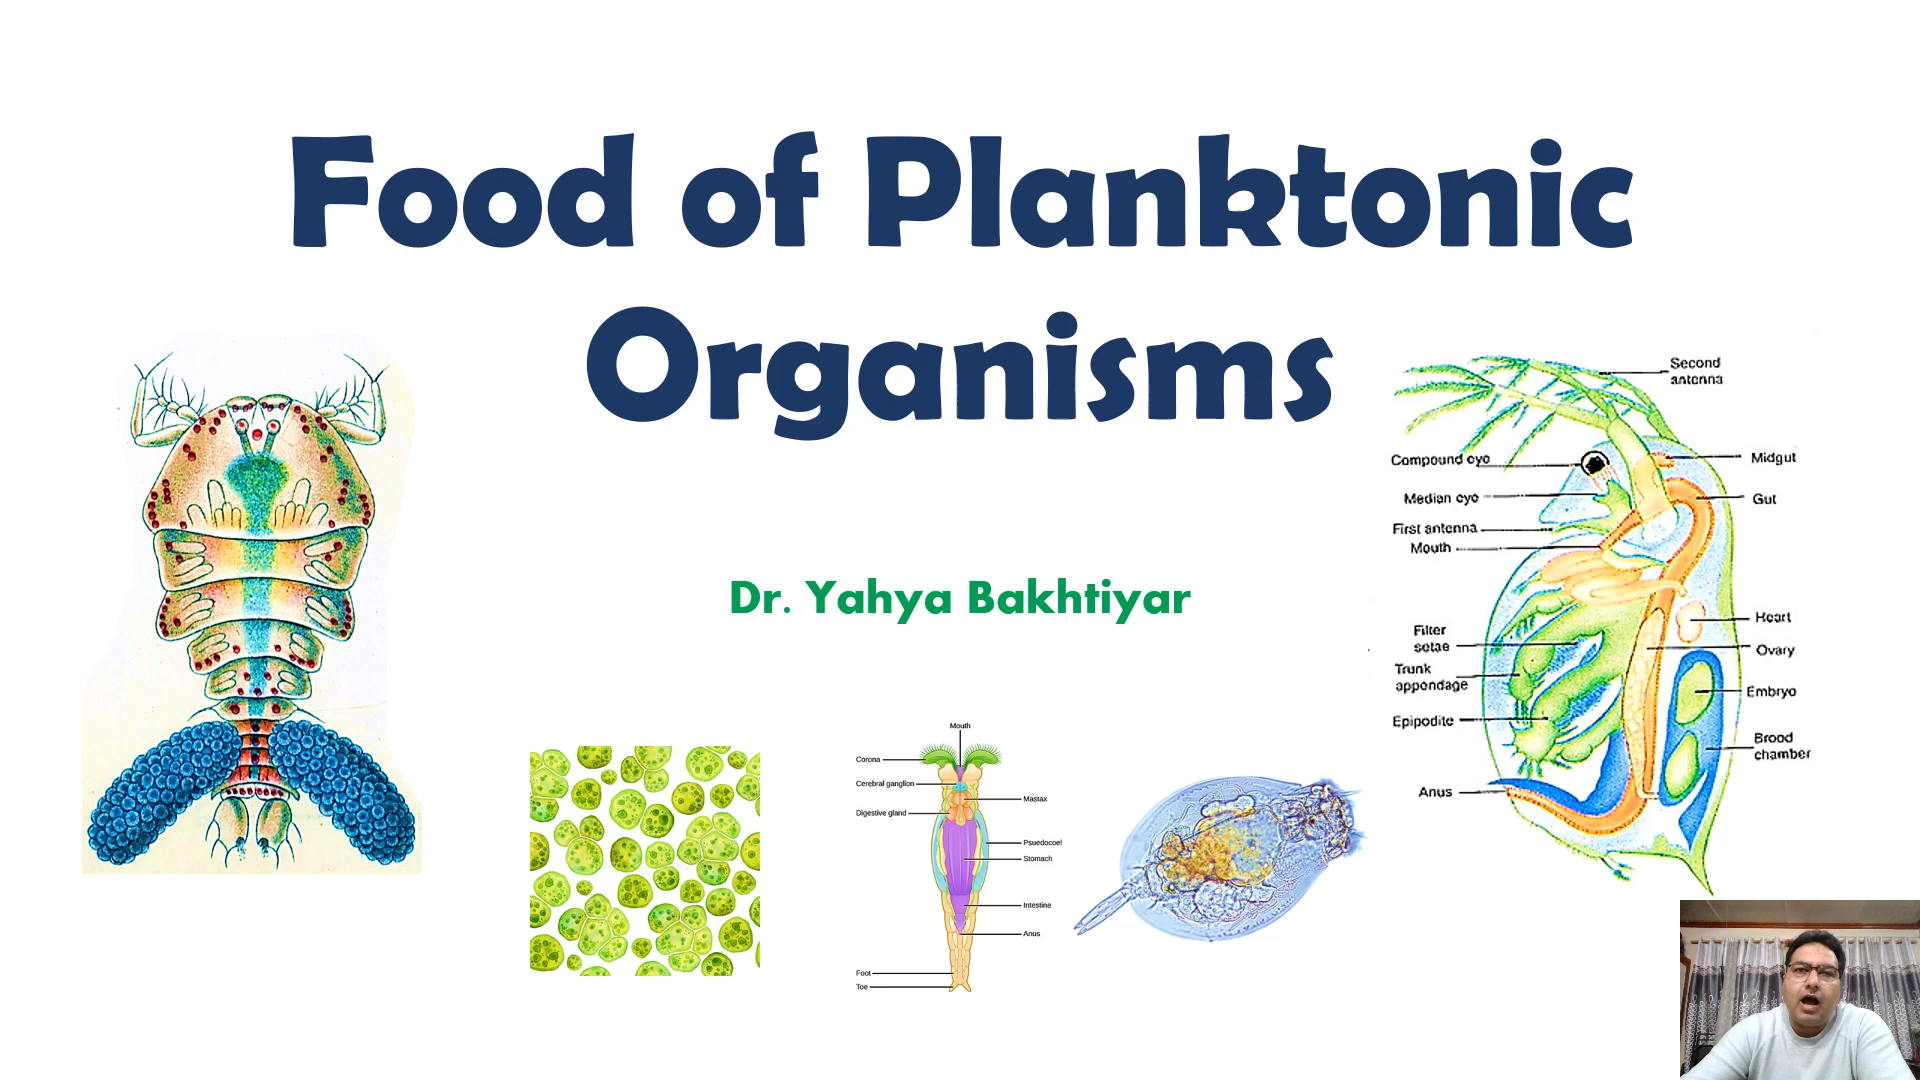 Food of Planktonic
Organisms
Dr. Yahya Bakhtiyar
Mouth
Corona
Cerebral ganglion
Mastax
Digestive gland
Psuedocoel
Stomach
Intestine
Anus
Foot
Toe
Second
antenna
Compound eye
Midgut
Median eye
Gut
First antenna
Mouth
Heart
Filter
setae
Ovary
Trunk
appendage
Embryo
Epipodite
Brood
chamber
Anus